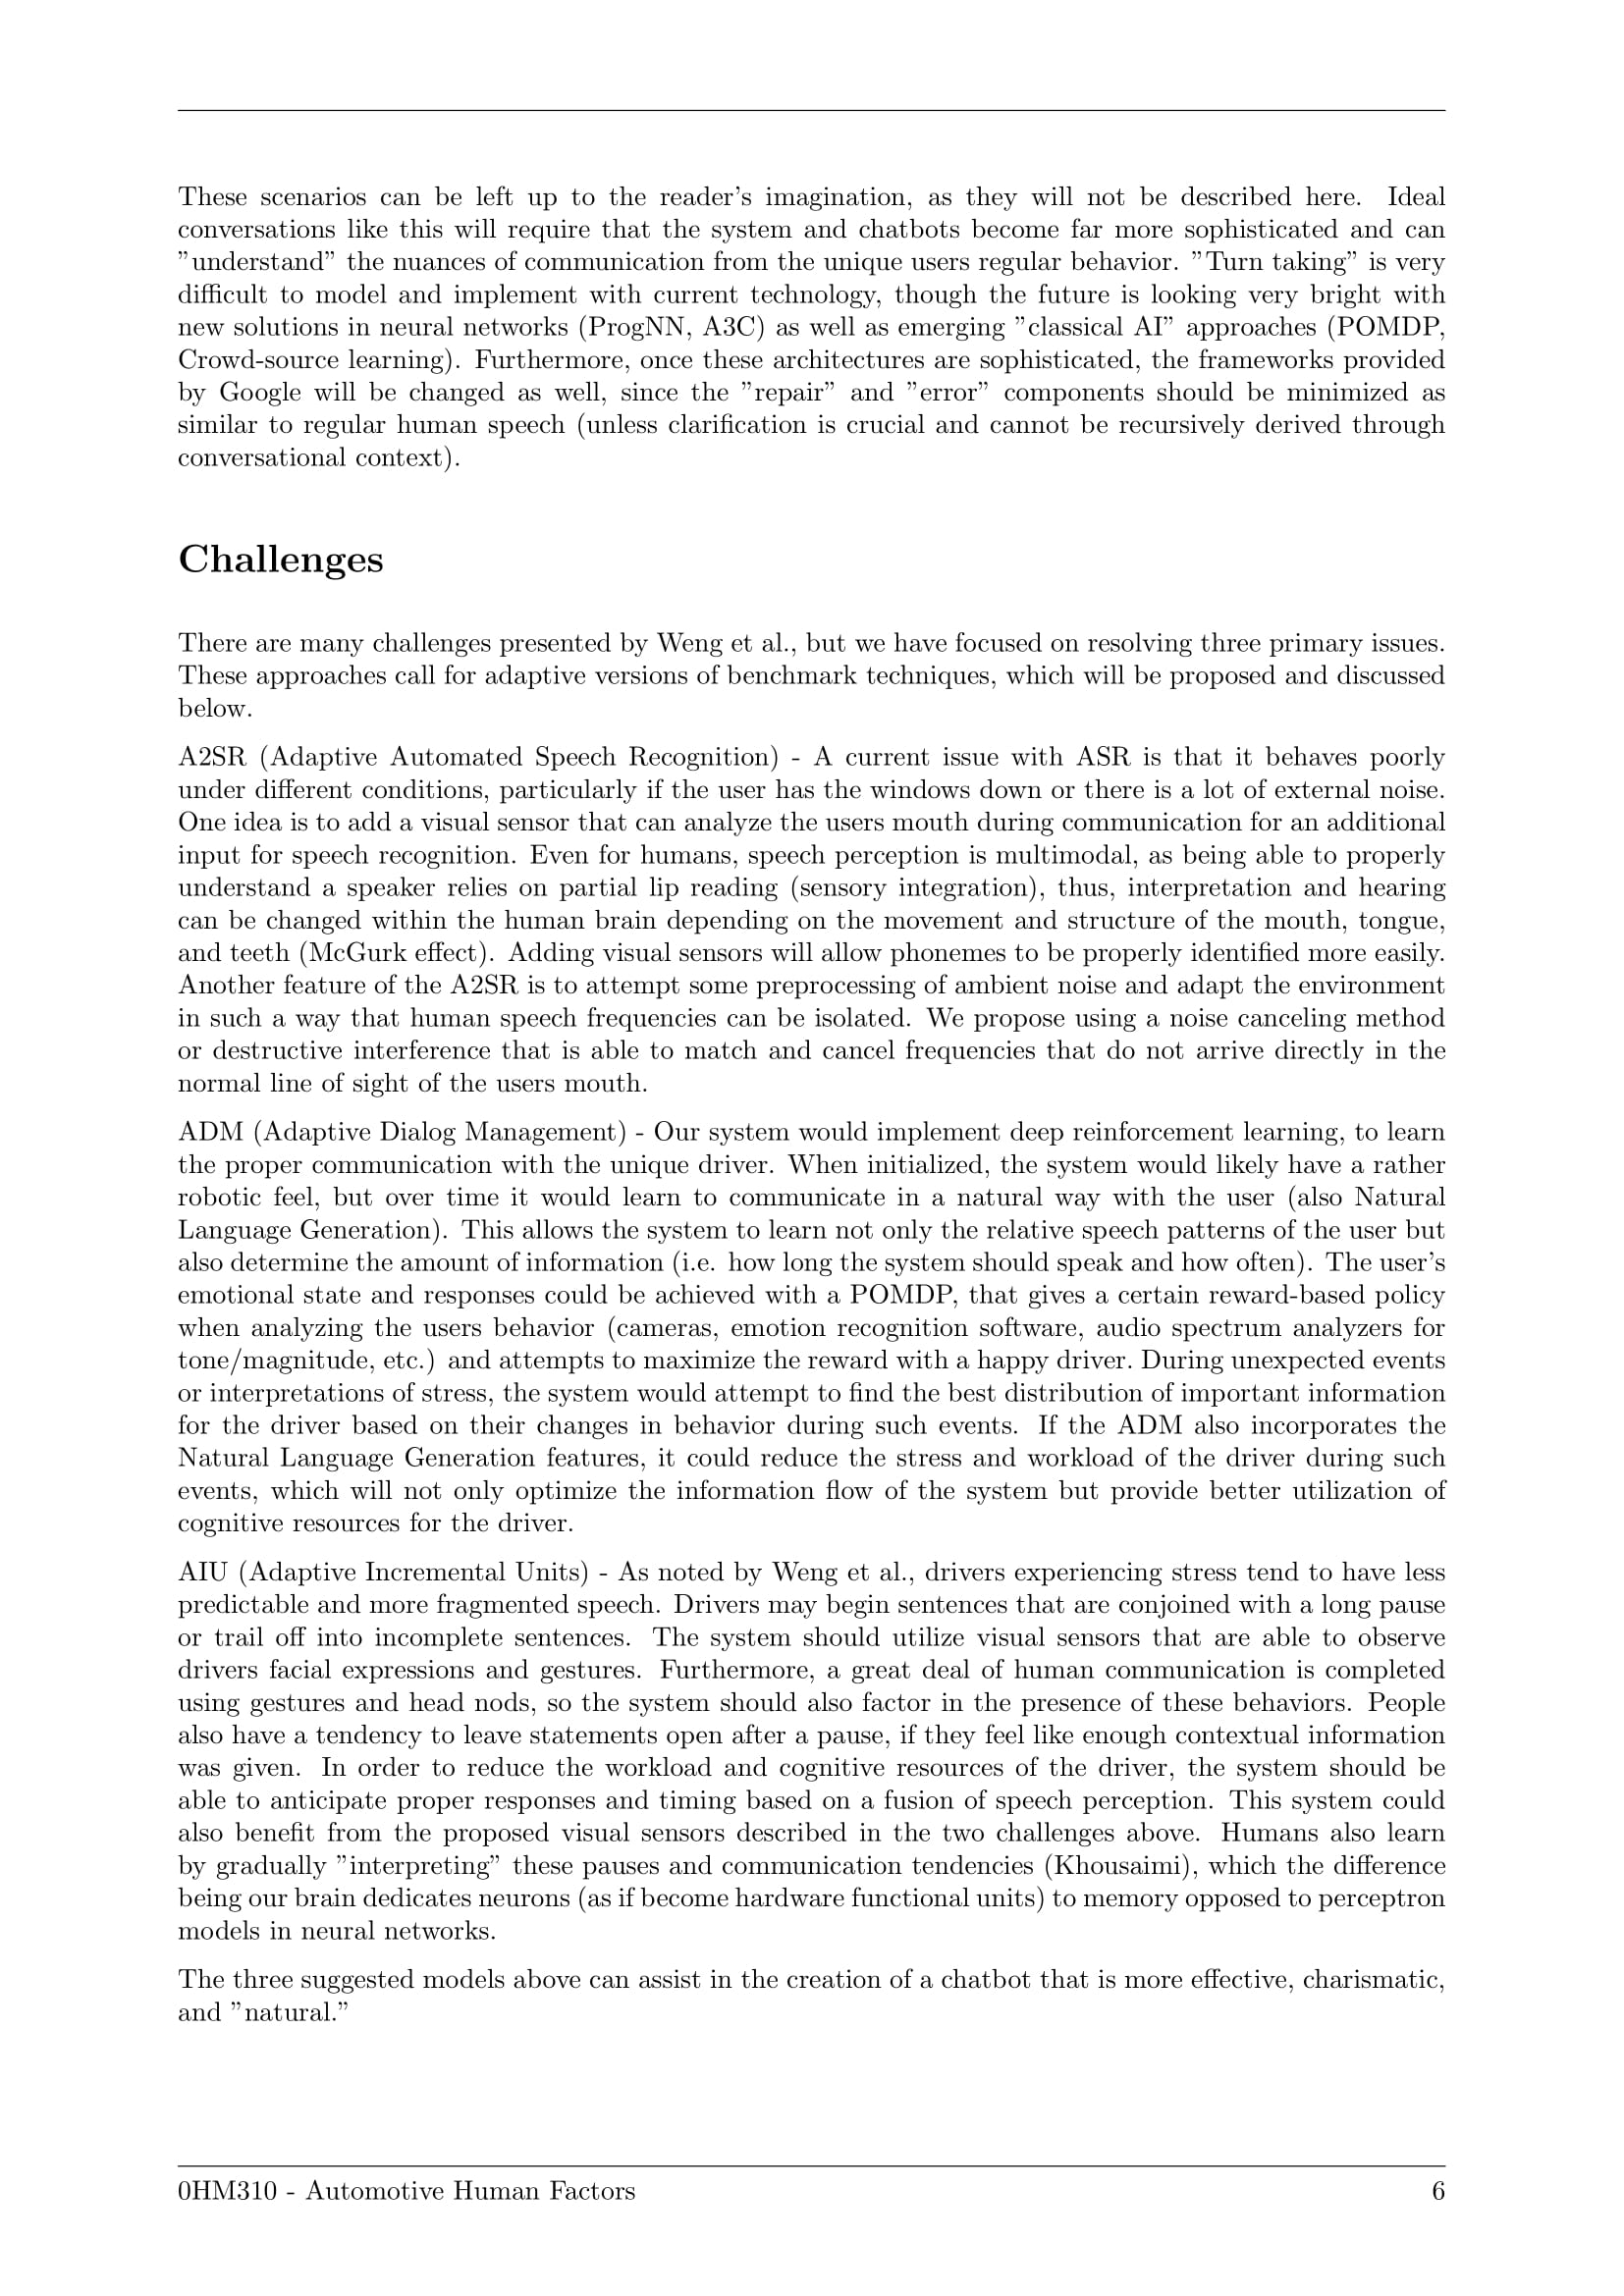 These scenarios can be left up to the reader's imagination, as they will not be described here. Ideal
conversations like this will require that the system and chatbots become far more sophisticated and can
"understand" the nuances of communication from the unique users regular behavior. "Turn taking" is very
difficult to model and implement with current technology, though the future is looking very bright with
new solutions in neural networks (ProgNN, A3C) as well as emerging "classical AI" approaches (POMDP,
Crowd-source learning). Furthermore, once these architectures are sophisticated, the frameworks provided
by Google will be changed as well, since the "repair" and "error" components should be minimized as
similar to regular human speech (unless clarification is crucial and cannot be recursively derived through
conversational context).
Challenges
There are many challenges presented by Weng et al., but we have focused on resolving three primary issues.
These approaches call for adaptive versions of benchmark techniques, which will be proposed and discussed
below.
A2SR (Adaptive Automated Speech Recognition) - A current issue with ASR is that it behaves poorly
under different conditions, particularly if the user has the windows down or there is a lot of external noise.
One idea is to add a visual sensor that can analyze the users mouth during communication for an additional
input for speech recognition. Even for humans, speech perception is multimodal, as being able to properly
understand a speaker relies on partial lip reading (sensory integration), thus, interpretation and hearing
can be changed within the human brain depending on the movement and structure of the mouth, tongue,
and teeth (McGurk effect). Adding visual sensors will allow phonemes to be properly identified more easily.
Another feature of the A2SR is to attempt some preprocessing of ambient noise and adapt the environment
in such a way that human speech frequencies can be isolated. We propose using a noise canceling method
or destructive interference that is able to match and cancel frequencies that do not arrive directly in the
normal line of sight of the users mouth.
ADM (Adaptive Dialog Management) - Our system would implement deep reinforcement learning, to learn
the proper communication with the unique driver. When initialized, the system would likely have a rather
robotic feel, but over time it would learn to communicate in a natural way with the user (also Natural
Language Generation). This allows the system to learn not only the relative speech patterns of the user but
also determine the amount of information (i.e. how long the system should speak and how often). The user's
emotional state and responses could be achieved with a POMDP, that gives a certain reward-based policy
when analyzing the users behavior (cameras, emotion recognition software, audio spectrum analyzers for
tone/magnitude, etc.) and attempts to maximize the reward with a happy driver. During unexpected events
or interpretations of stress, the system would attempt to find the best distribution of important information
for the driver based on their changes in behavior during such events. If the ADM also incorporates the
Natural Language Generation features, it could reduce the stress and workload of the driver during such
events, which will not only optimize the information flow of the system but provide better utilization of
cognitive resources for the driver.
AIU (Adaptive Incremental Units) - As noted by Weng et al., drivers experiencing stress tend to have less
predictable and more fragmented speech. Drivers may begin sentences that are conjoined with a long pause
or trail off into incomplete sentences. The system should utilize visual sensors that are able to observe
drivers facial expressions and gestures. Furthermore, a great deal of human communication is completed
using gestures and head nods, so the system should also factor in the presence of these behaviors. People
also have a tendency to leave statements open after a pause, if they feel like enough contextual information
was given. In order to reduce the workload and cognitive resources of the driver, the system should be
able to anticipate proper responses and timing based on a fusion of speech perception. This system could
also benefit from the proposed visual sensors described in the two challenges above. Humans also learn
by gradually "interpreting" these pauses and communication tendencies (Khousaimi), which the difference
being our brain dedicates neurons (as if become hardware functional units) to memory opposed to perceptron
models in neural networks.
The three suggested models above can assist in the creation of a chatbot that is more effective, charismatic,
and "natural."
0HM310 - Automotive Human Factors 6